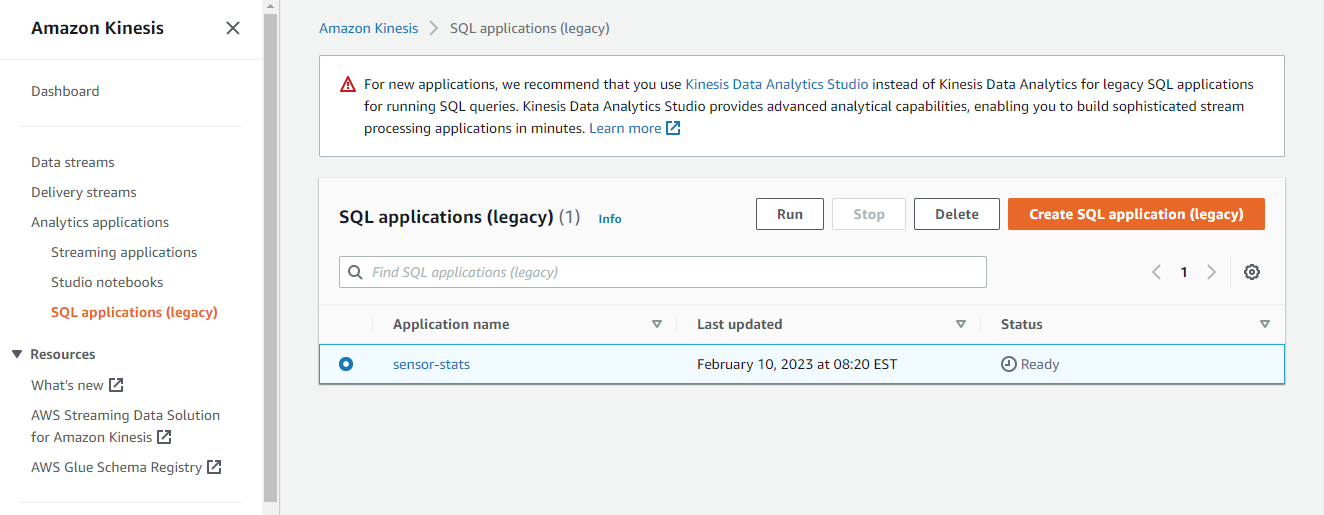 Amazon Kinesis
Dashboard
Data streams
Delivery streams
Analytics applications
Streaming applications
Studio notebooks
SQL applications (legacy)
Resources
What's new
AWS Streaming Data Solution
for Amazon Kinesis
AWS Glue Schema Registry
Amazon Kinesis SQL applications (legacy)
For new applications, we recommend that you use Kinesis Data Analytics Studio instead of Kinesis Data Analytics for legacy SQL applications
for running SQL queries. Kinesis Data Analytics Studio provides advanced analytical capabilities, enabling you to build sophisticated stream
processing applications in minutes. Learn more
SQL applications (legacy) (1) Info Run Stop Delete Create SQL application (legacy)
Find SQL applications (legacy) 1
Application name Last updated Status
sensor-stats February 10, 2023 at 08:20 EST Ready